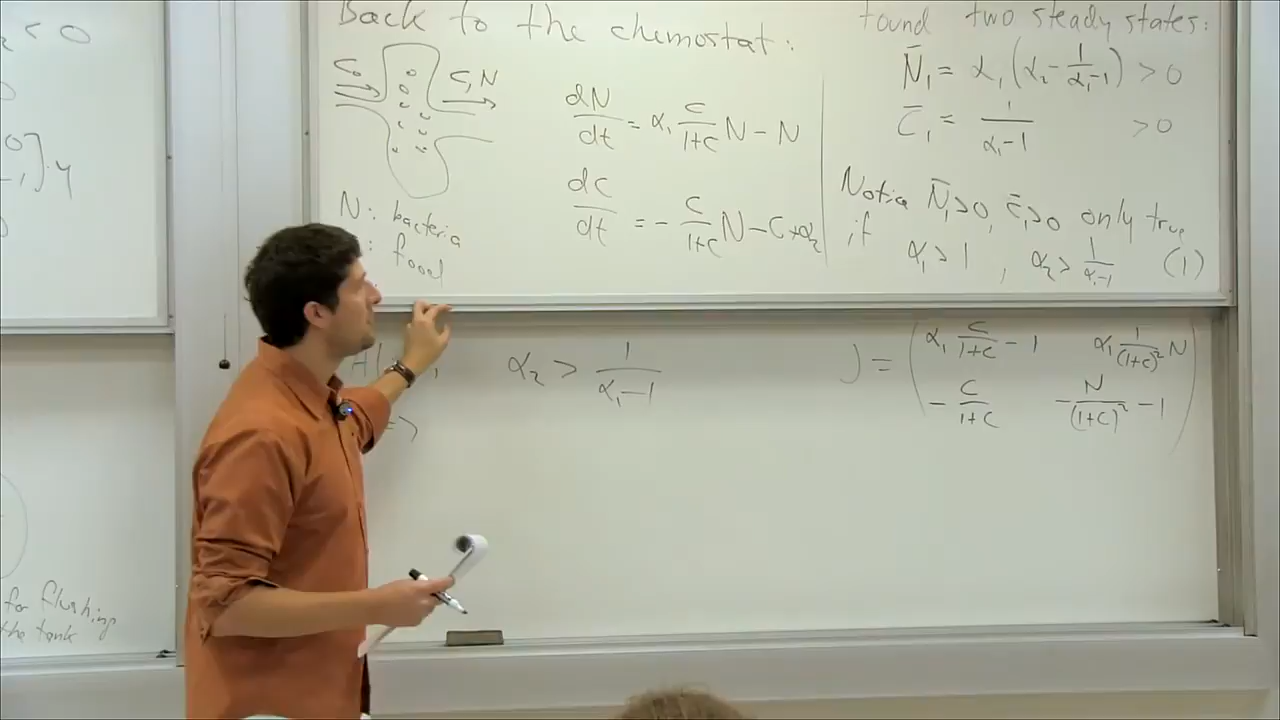 < 0
0
0]
-1] · y
for flushing
the tank
Back to the chemostat:
C₀
C, N
N: bacteria
: food
dN/dt = α₁ C/(1+C) N − N
dC/dt = − C/(1+C) N − C + α₂
found two steady states:
N̄₁ = α₁(α₂ − 1/(α₁−1)) > 0
C̄₁ = 1/(α₁−1) > 0
Notice N̄₁>0, C̄₁>0 only true
if α₁ > 1 , α₂ > 1/(α₁−1) (1)
α₂ > 1/(α₁−1)
=>
J = ( α₁ C/(1+C) − 1 α₁ 1/(1+C)² N
− C/(1+C) − N/(1+C)² − 1 )